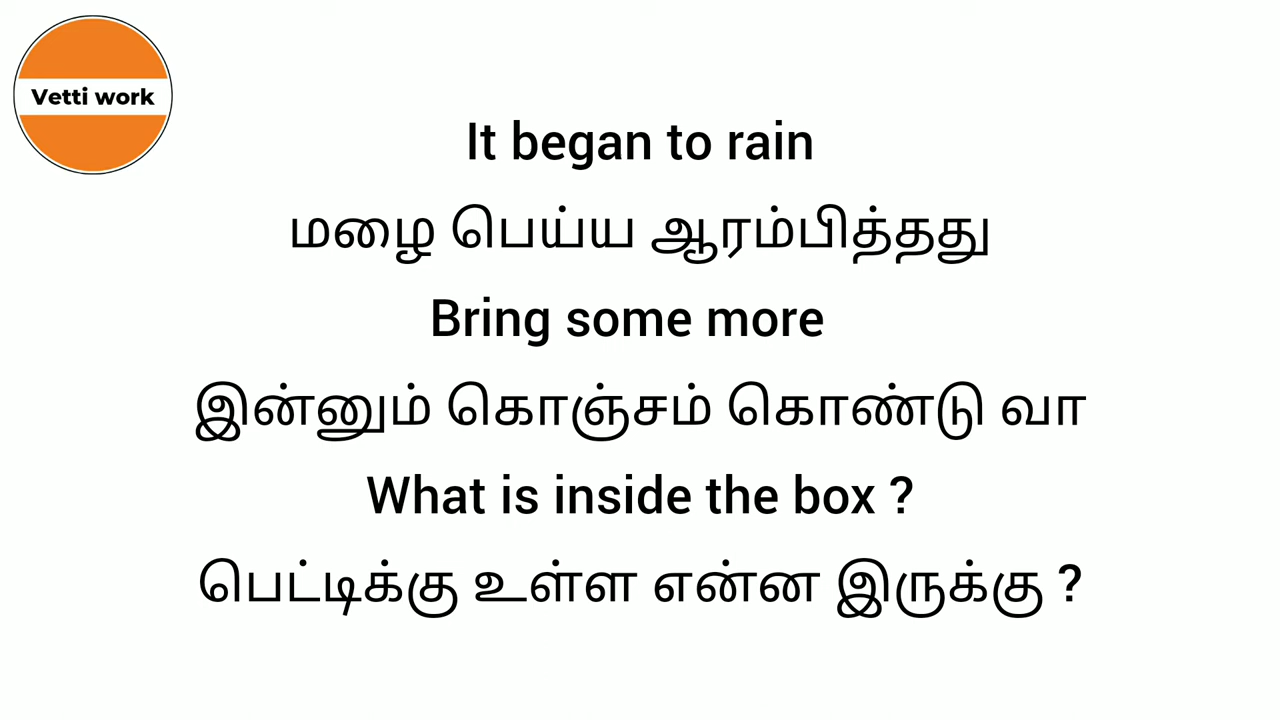 Vetti work
It began to rain
மழை பெய்ய ஆரம்பித்தது
Bring some more
இன்னும் கொஞ்சம் கொண்டு வா
What is inside the box ?
பெட்டிக்கு உள்ள என்ன இருக்கு ?